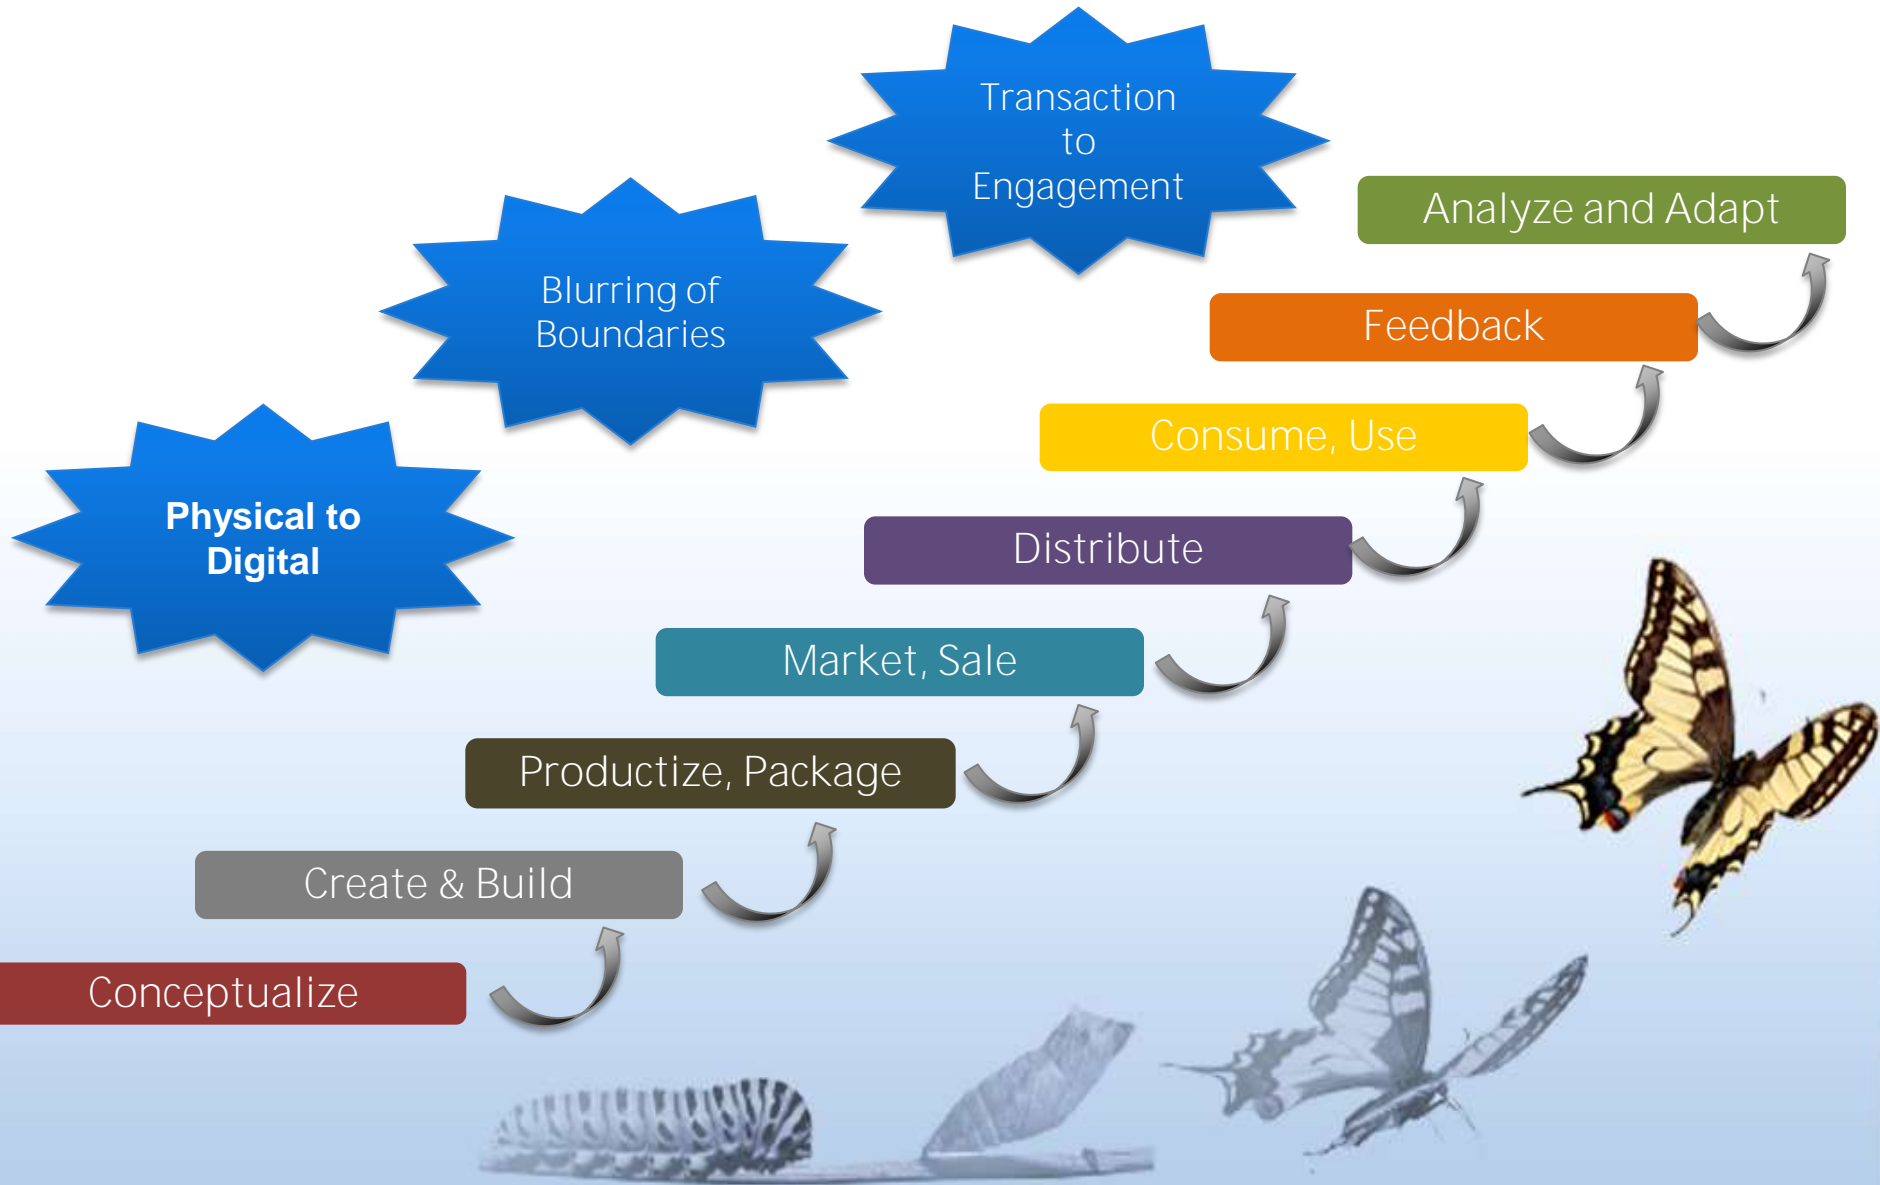 Transaction
to
Engagement
Analyze and Adapt
Blurring of
Boundaries
Feedback
Consume, Use
Physical to
Digital
Distribute
Market, Sale
Productize, Package
Create & Build
Conceptualize